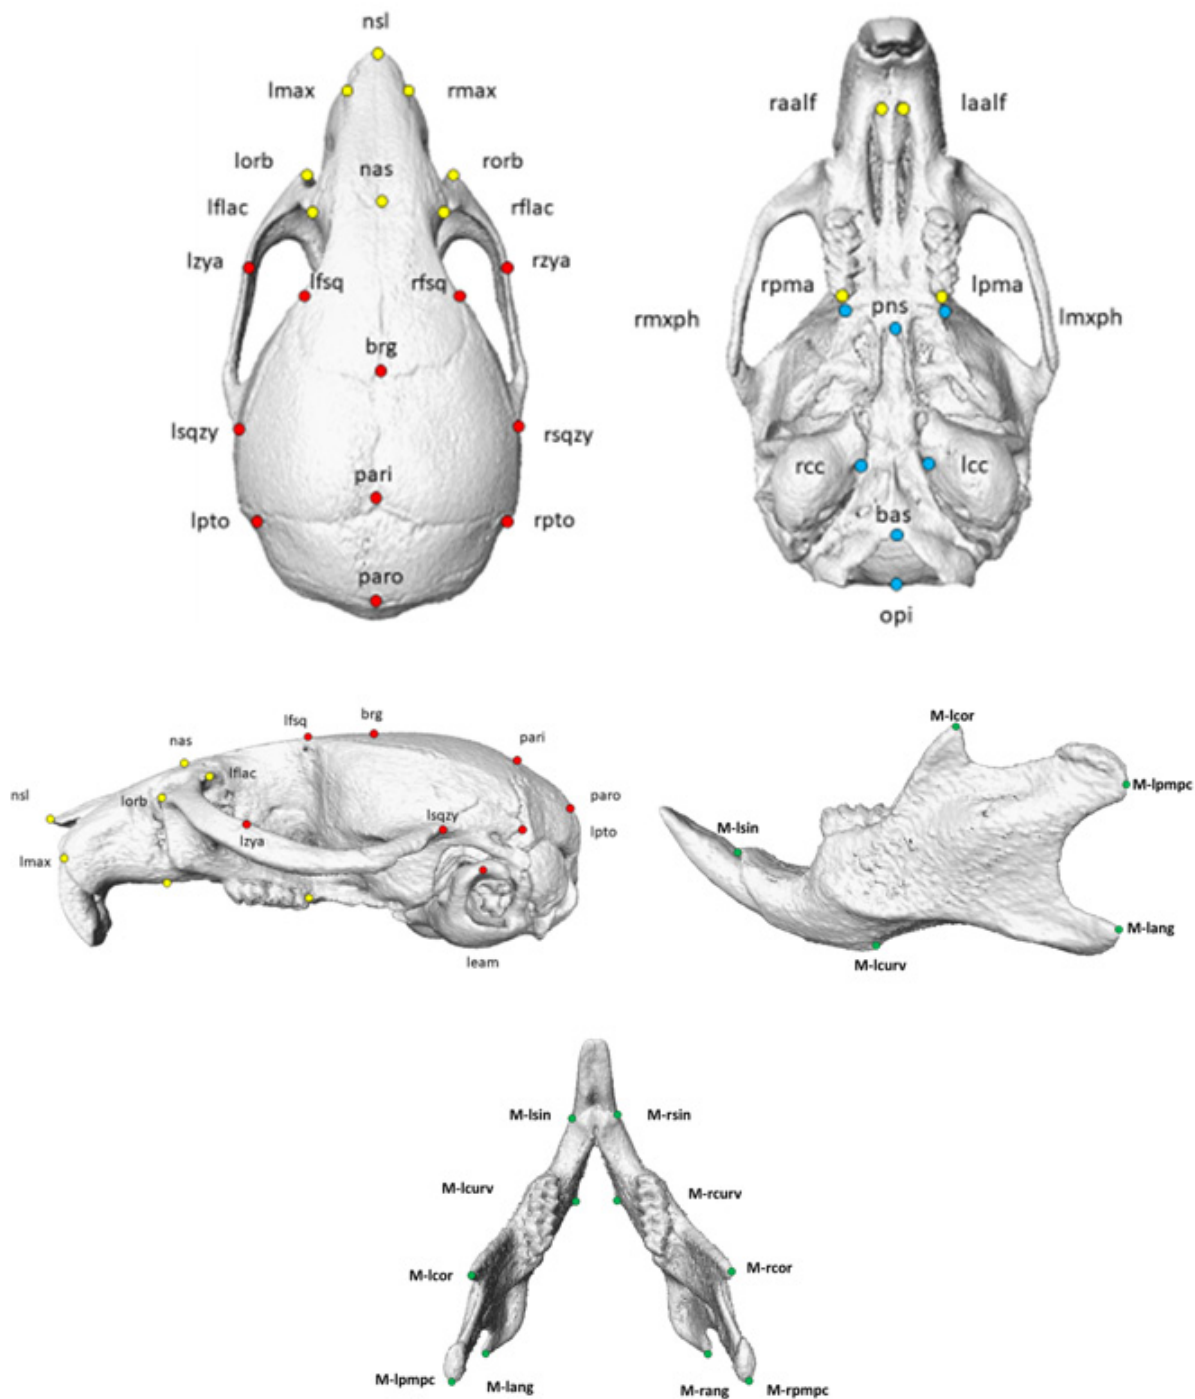 nsl
lmax rmax
lorb nas rorb
lflac rflac
lzya lfsq rfsq rzya
brg
lsqzy rsqzy
pari
lpto rpto
paro
raalf laalf
rpma pns lpma
rmxph lmxph
rcc lcc
bas
opi
lfsq brg
nas pari
lflac
nsl lorb paro
lsqzy
lzya lpto
lmax
leam
M-lcor
M-lpmpc
M-lsin
M-lang
M-lcurv
M-lsin M-rsin
M-lcurv M-rcurv
M-lcor M-rcor
M-lpmpc M-lang M-rang M-rpmpc